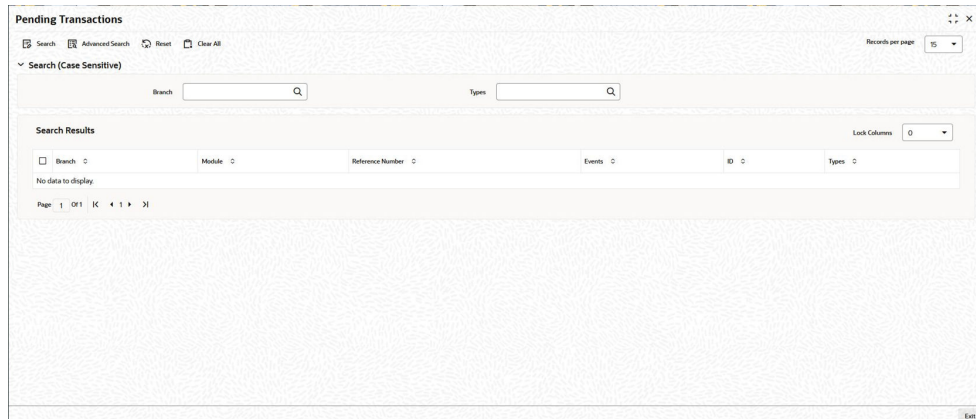 Pending Transactions
Search Advanced Search Reset Clear All Records per page 15
Search (Case Sensitive)
Branch Types
Search Results Lock Columns 0
Branch Module Reference Number Events ID Types
No data to display.
Page 1 Of 1 1
Exit